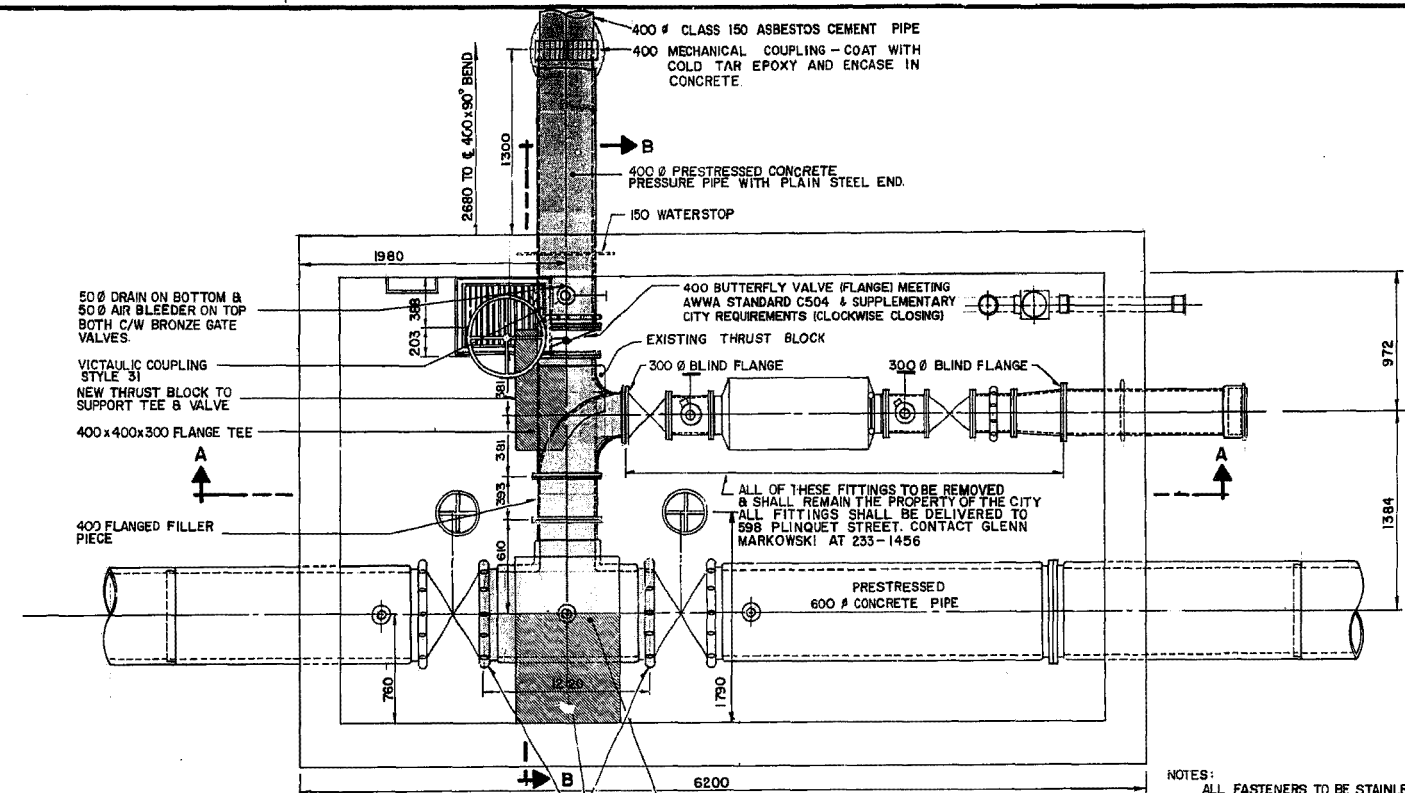 400 Ø CLASS 150 ASBESTOS CEMENT PIPE
400 MECHANICAL COUPLING - COAT WITH
COLD TAR EPOXY AND ENCASE IN
CONCRETE.
2680 TO ℄ 400x90° BEND
1300
B
400 Ø PRESTRESSED CONCRETE
PRESSURE PIPE WITH PLAIN STEEL END.
150 WATERSTOP
1980
50 Ø DRAIN ON BOTTOM &
50 Ø AIR BLEEDER ON TOP
BOTH C/W BRONZE GATE
VALVES.
388
203
400 BUTTERFLY VALVE (FLANGE) MEETING
AWWA STANDARD C504 & SUPPLEMENTARY
CITY REQUIREMENTS (CLOCKWISE CLOSING)
EXISTING THRUST BLOCK
VICTAULIC COUPLING
STYLE 31
NEW THRUST BLOCK TO
SUPPORT TEE & VALVE
400x400x300 FLANGE TEE
300 Ø BLIND FLANGE
300 Ø BLIND FLANGE
972
381
381
393
610
A
A
ALL OF THESE FITTINGS TO BE REMOVED
& SHALL REMAIN THE PROPERTY OF THE CITY
ALL FITTINGS SHALL BE DELIVERED TO
598 PLINQUET STREET. CONTACT GLENN
MARKOWSKI AT 233-1456
1384
400 FLANGED FILLER
PIECE
PRESTRESSED
600 Ø CONCRETE PIPE
760
1220
1790
B
6200
NOTES:
ALL FASTENERS TO BE STAINLE